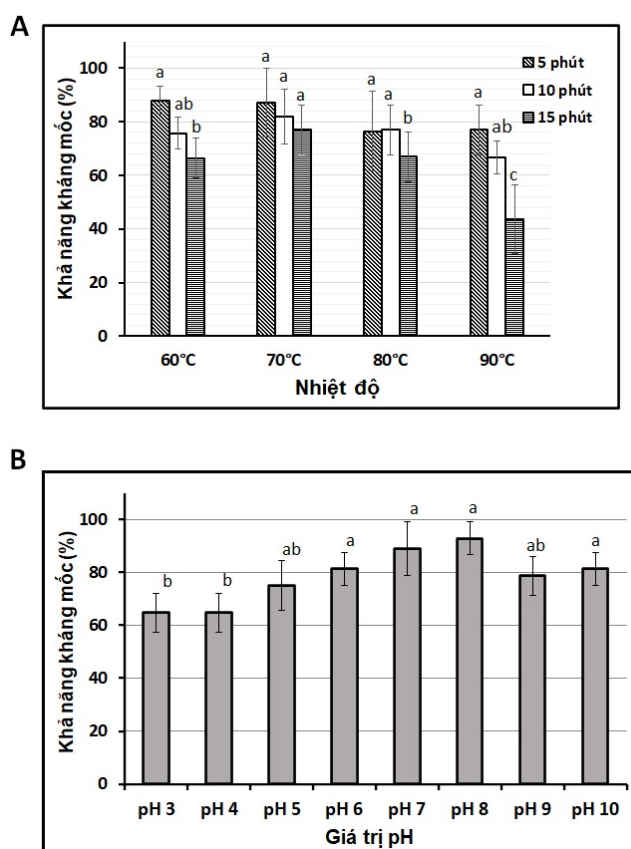 A
Khả năng kháng mốc (%)
100
80
60
40
20
0
5 phút
10 phút
15 phút
a
ab
b
a
a
a
a
a
b
a
ab
c
60°C 70°C 80°C 90°C
Nhiệt độ
B
Khả năng kháng mốc (%)
100
80
60
40
20
0
b
b
ab
a
a
a
ab
a
pH 3 pH 4 pH 5 pH 6 pH 7 pH 8 pH 9 pH 10
Giá trị pH